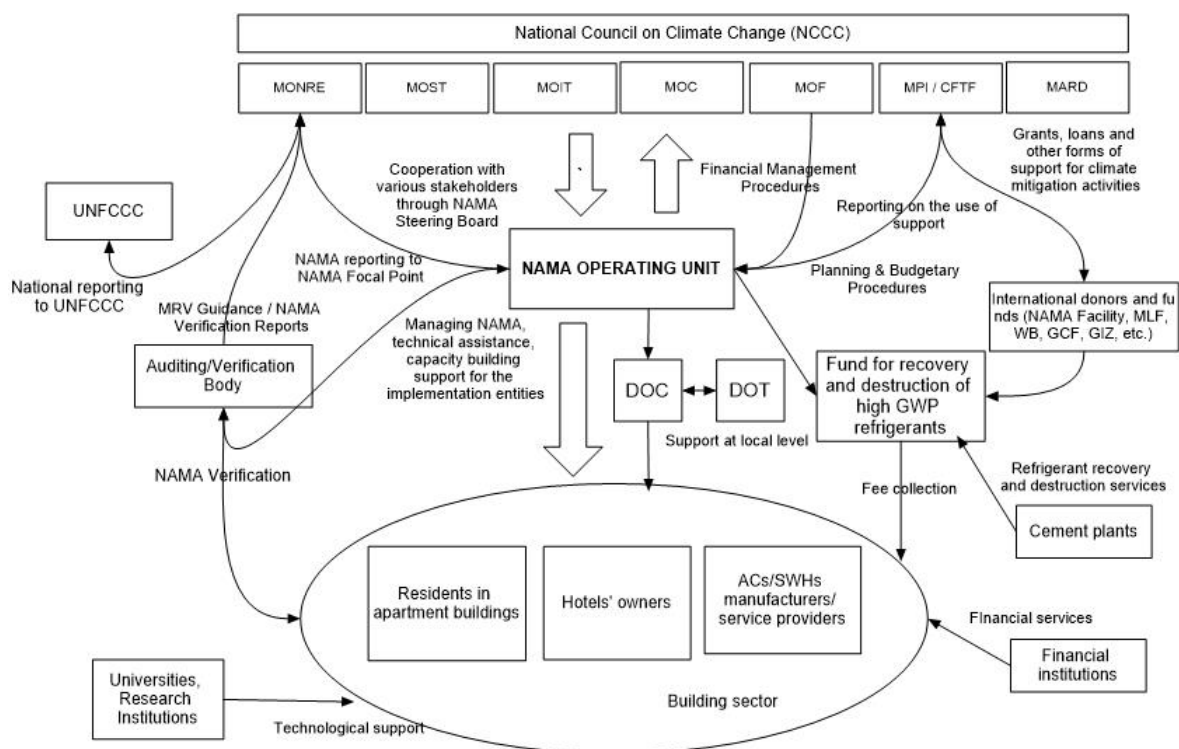 National Council on Climate Change (NCCC)
MONRE
MOST
MOIT
MOC
MOF
MPI / CFTF
MARD
Grants, loans and
other forms of
support for climate
mitigation activities
Cooperation with
various stakeholders
through NAMA
Steering Board
Financial Management
Procedures
UNFCCC
Reporting on the use of
support
NAMA OPERATING UNIT
NAMA reporting to
NAMA Focal Point
Planning & Budgetary
Procedures
National reporting
to UNFCCC
MRV Guidance / NAMA
Verification Reports
International donors and fu
nds (NAMA Facility, MLF,
WB, GCF, GIZ, etc.)
Managing NAMA,
technical assistance,
capacity building
support for the
implementation entities
Auditing/Verification
Body
DOC
DOT
Fund for recovery
and destruction of
high GWP
refrigerants
Support at local level
NAMA Verification
Fee collection
Refrigerant recovery
and destruction services
Cement plants
Residents in
apartment buildings
Hotels' owners
ACs/SWHs
manufacturers/
service providers
FInancial services
Financial
institutions
Universities,
Research
Institutions
Building sector
Technological support